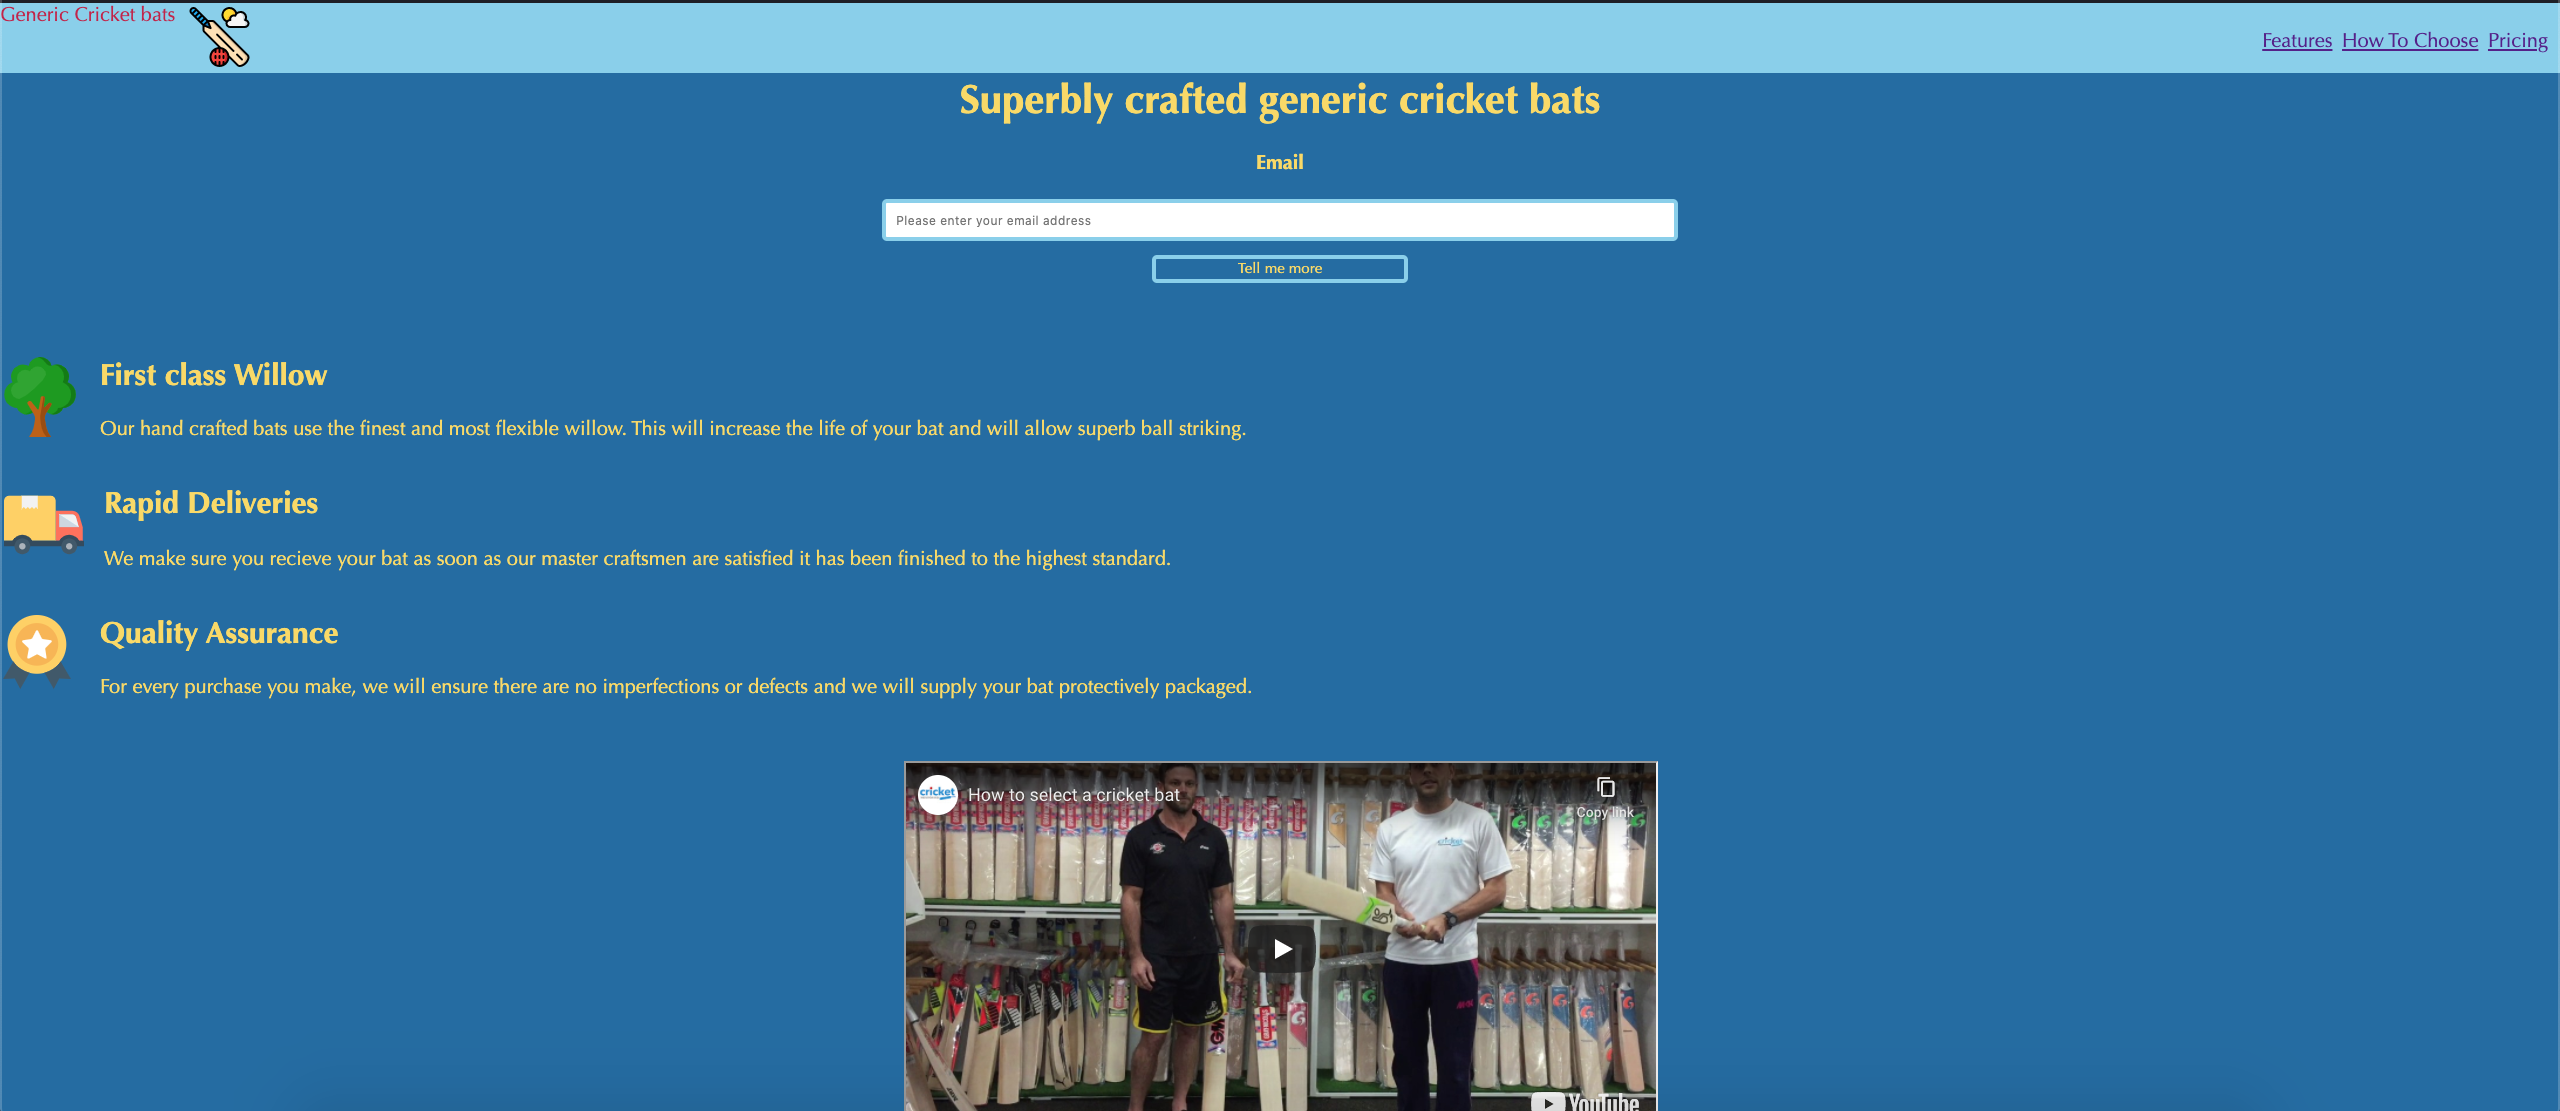 Generic Cricket bats
Features How To Choose Pricing
Superbly crafted generic cricket bats
Email
Please enter your email address
Tell me more
First class Willow
Our hand crafted bats use the finest and most flexible willow. This will increase the life of your bat and will allow superb ball striking.
Rapid Deliveries
We make sure you recieve your bat as soon as our master craftsmen are satisfied it has been finished to the highest standard.
Quality Assurance
For every purchase you make, we will ensure there are no imperfections or defects and we will supply your bat protectively packaged.
cricket
How to select a cricket bat
Copy link
cricket
GM
YouTube